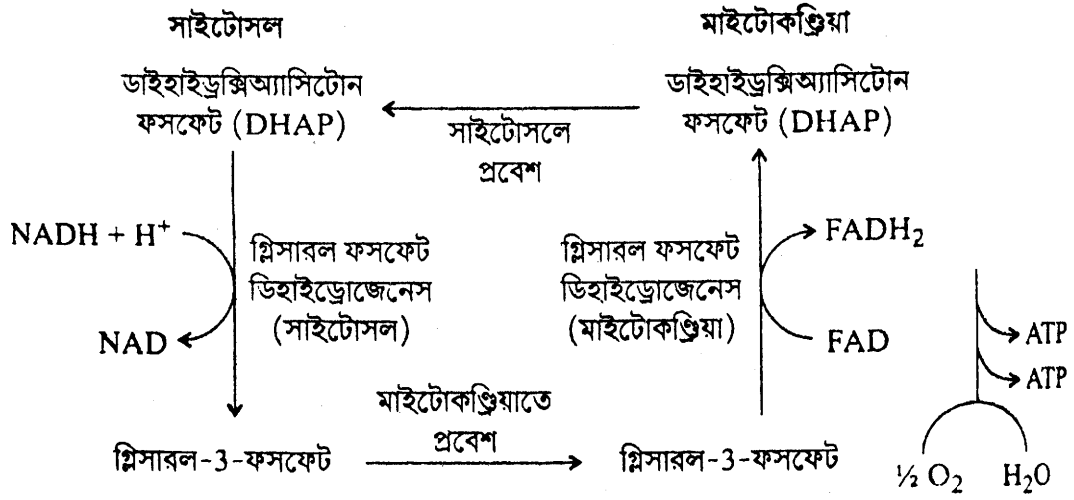 সাইটোসল
মাইটোকণ্ড্রিয়া
ডাইহাইড্রক্সিঅ্যাসিটোন
ফসফেট (DHAP)
ডাইহাইড্রক্সিঅ্যাসিটোন
ফসফেট (DHAP)
সাইটোসলে
প্রবেশ
NADH + H⁺
NAD
গ্লিসারল ফসফেট
ডিহাইড্রোজেনেস
(সাইটোসল)
গ্লিসারল ফসফেট
ডিহাইড্রোজেনেস
(মাইটোকণ্ড্রিয়া)
FADH₂
FAD
ATP
ATP
মাইটোকণ্ড্রিয়াতে
প্রবেশ
গ্লিসারল-3-ফসফেট
গ্লিসারল-3-ফসফেট
½ O₂
H₂O